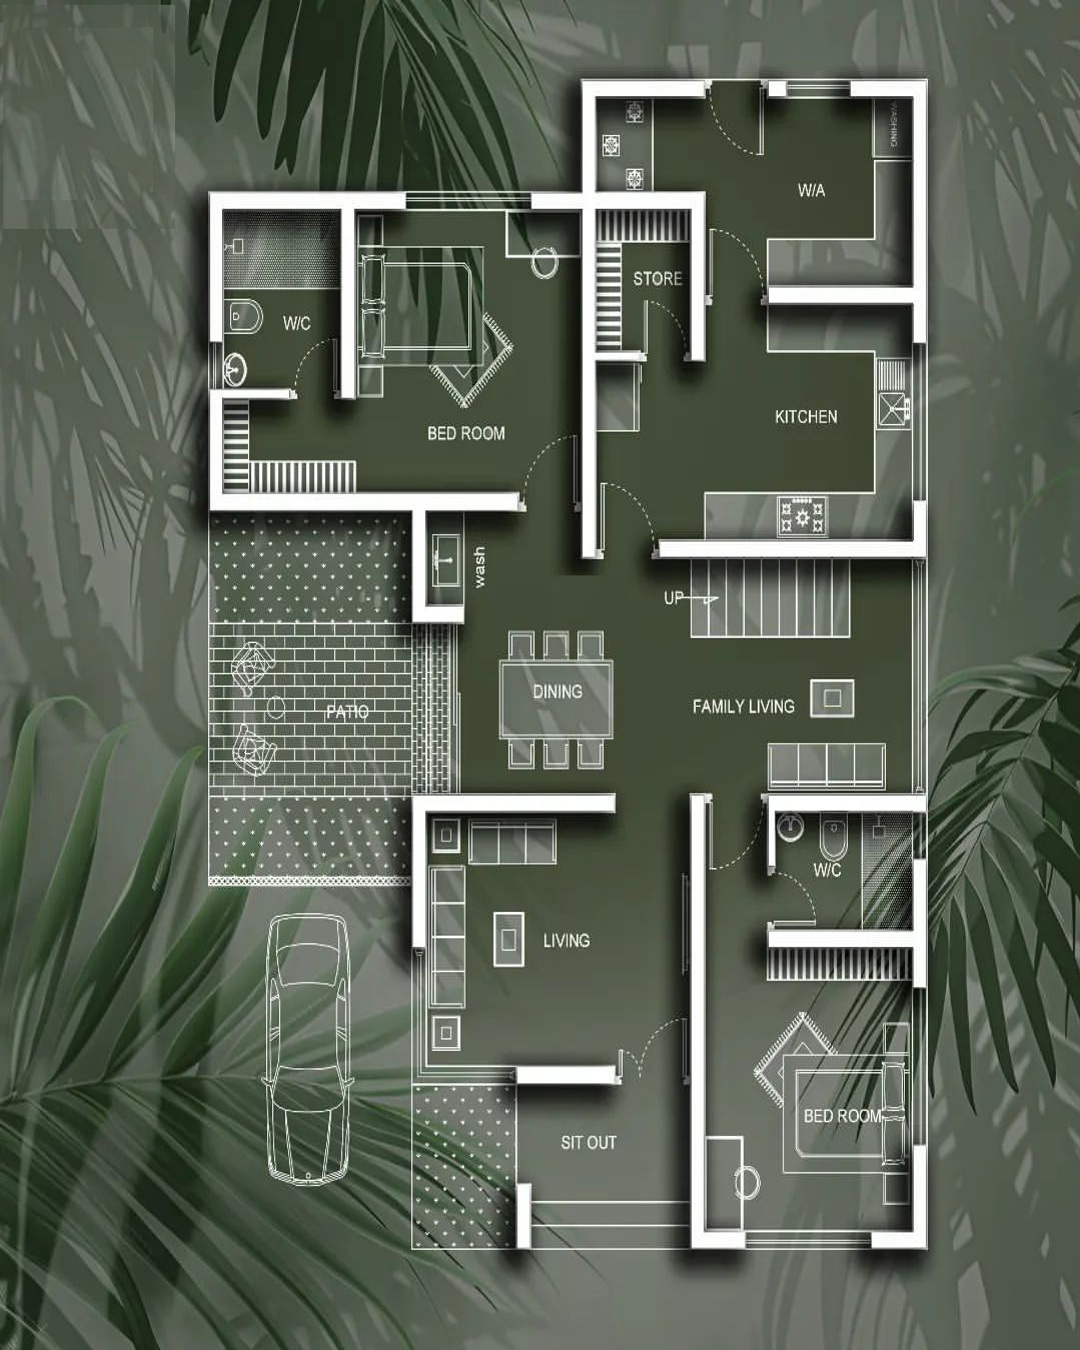 WASHING
W/A
STORE
W/C
KITCHEN
BED ROOM
wash
UP
DINING
FAMILY LIVING
PATIO
W/C
LIVING
BED ROOM
SIT OUT